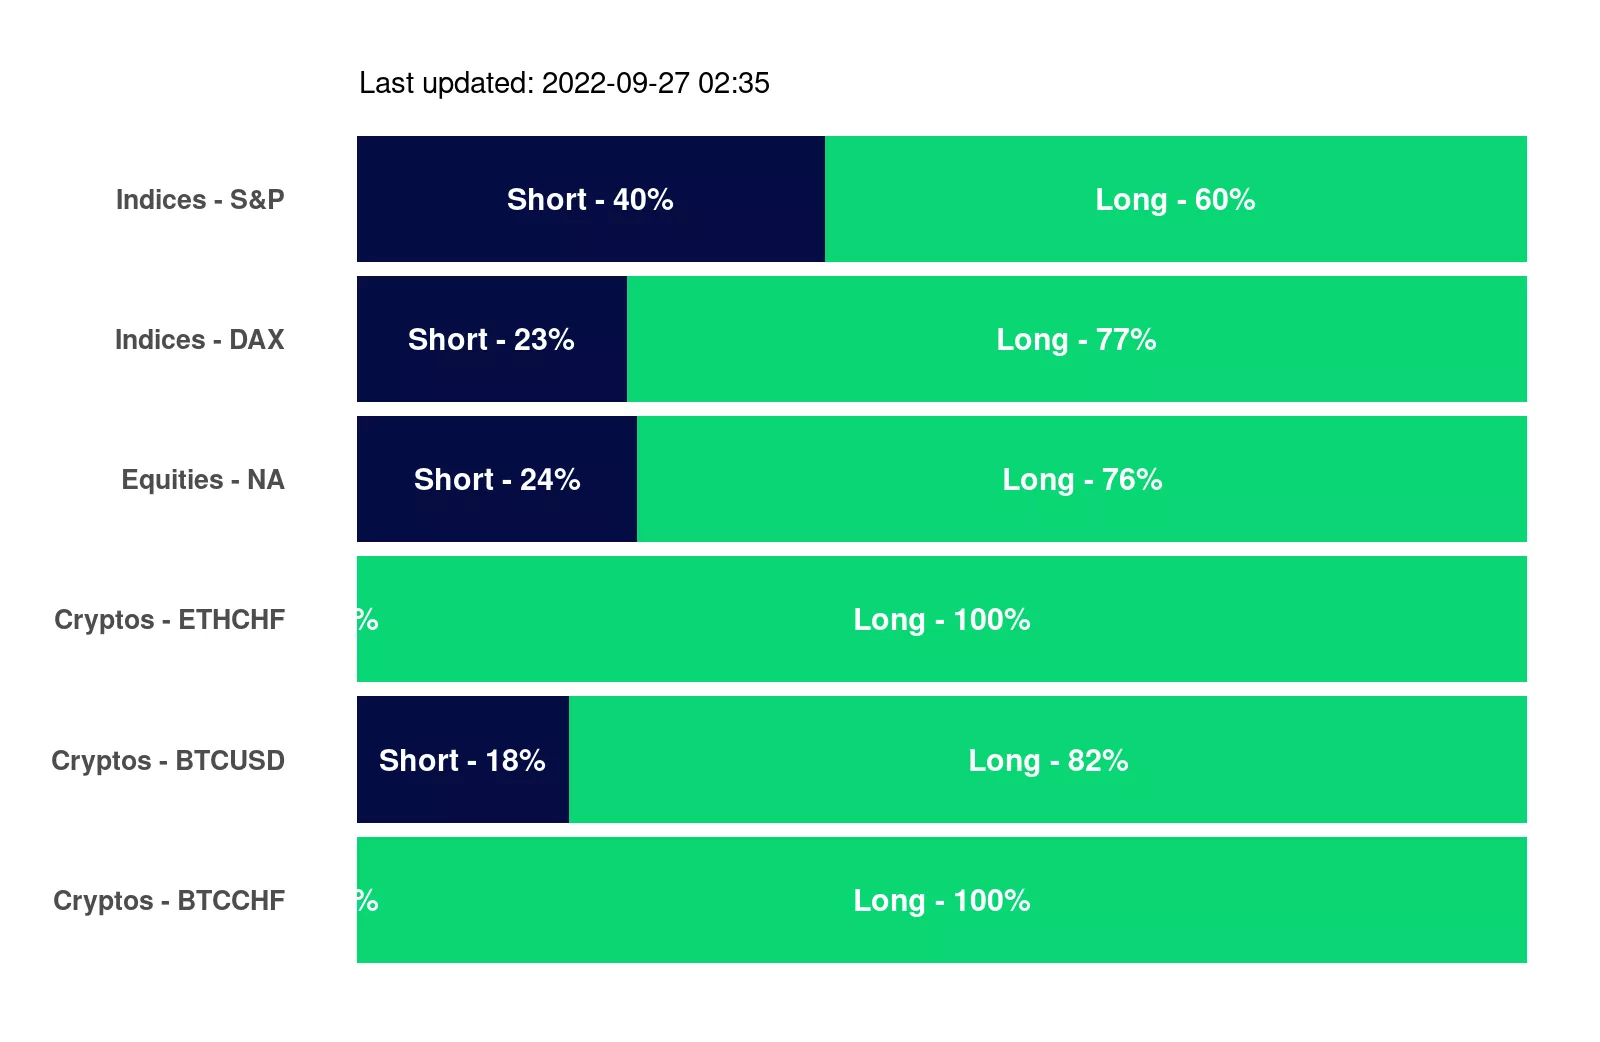 Last updated: 2022-09-27 02:35
Indices - S&P Short - 40% Long - 60%
Indices - DAX Short - 23% Long - 77%
Equities - NA Short - 24% Long - 76%
Cryptos - ETHCHF % Long - 100%
Cryptos - BTCUSD Short - 18% Long - 82%
Cryptos - BTCCHF % Long - 100%